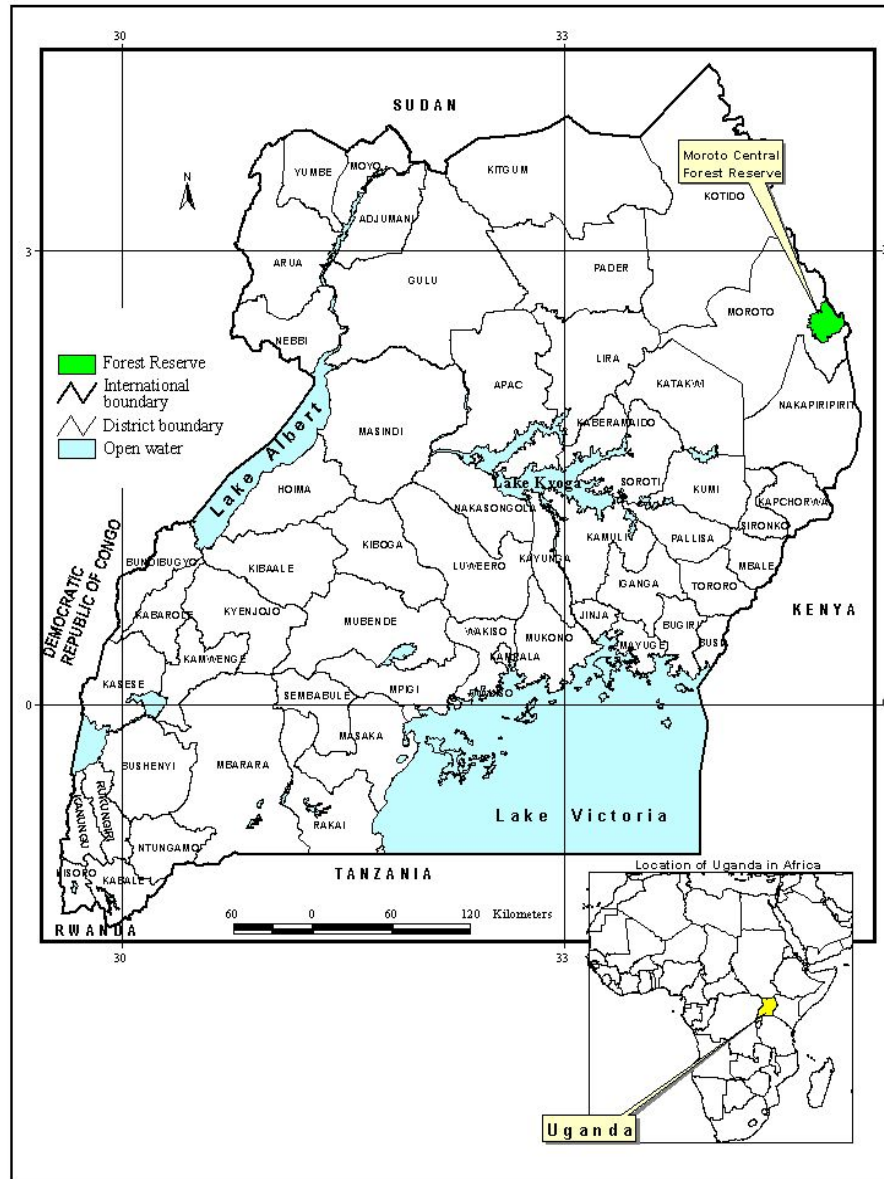 30
33
SUDAN
Moroto Central
Forest Reserve
N
YUMBE
MOYO
KITGUM
KOTIDO
ADJUMANI
3
3
ARUA
PADER
GULU
MOROTO
NEBBI
LIRA
APAC
KATAKWI
NAKAPIRIPIRIT
Forest Reserve
International
boundary
District boundary
Open water
Lake Albert
MASINDI
KABERAMAIDO
HOIMA
Lake Kyoga
SOROTI
KUMI
KAPCHORWA
NAKASONGOLA
SIRONKO
KIBOGA
KAMULI
PALLISA
BUNDIBUGYO
KIBAALE
LUWEERO
KAYUNGA
MBALE
IGANGA
TORORO
DEMOCRATIC
REPUBLIC OF CONGO
KABAROLE
KYENJOJO
MUBENDE
JINJA
BUGIRI
KENYA
WAKISO
MUKONO
MAYUGE
BUSIA
KAMWENGE
KAMPALA
KASESE
SEMBABULE
MPIGI
0
MASAKA
BUSHENYI
MBARARA
RUKUNGIRI
KANUNGU
RAKAI
Lake Victoria
NTUNGAMO
KISORO
KABALE
TANZANIA
Location of Uganda in Africa
60 0 60 120 Kilometers
RWANDA
30
33
Uganda